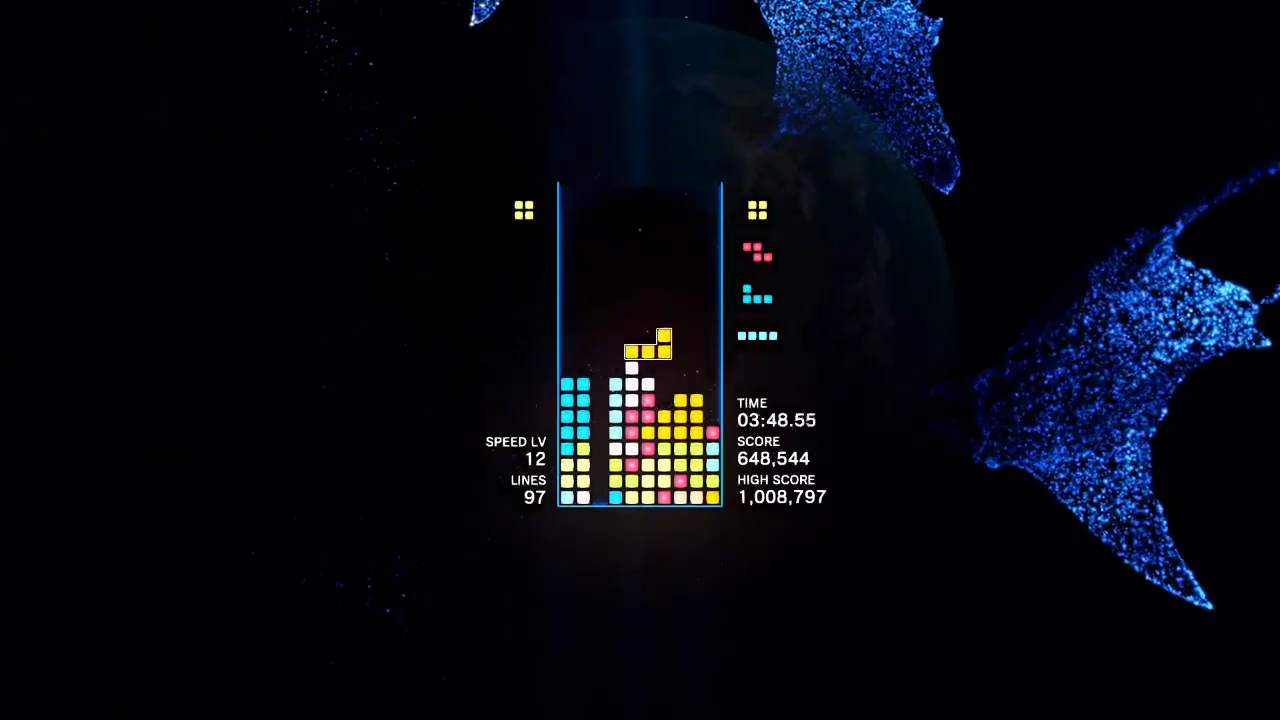 SPEED LV
12
LINES
97
TIME
03:48.55
SCORE
648,544
HIGH SCORE
1,008,797